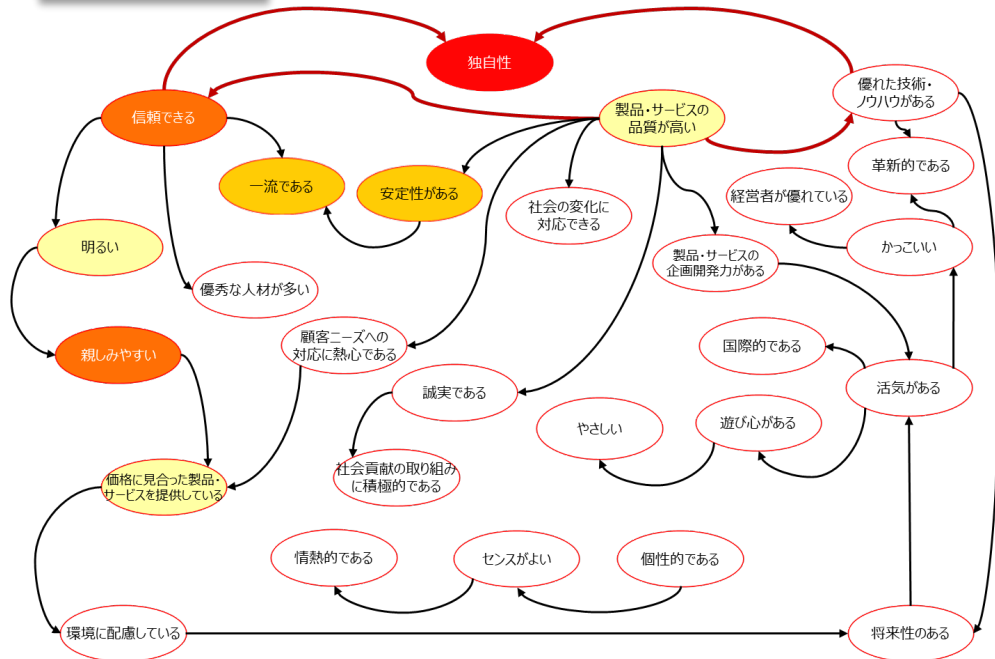 独自性
優れた技術・
ノウハウがある
信頼できる
製品・サービスの
品質が高い
革新的である
一流である
安定性がある
経営者が優れている
社会の変化に
対応できる
明るい
かっこいい
製品・サービスの
企画開発力がある
優秀な人材が多い
顧客ニーズへの
対応に熱心である
国際的である
親しみやすい
誠実である
活気がある
遊び心がある
やさしい
社会貢献の取り組み
に積極的である
価格に見合った製品・
サービスを提供している
情熱的である
センスがよい
個性的である
環境に配慮している
将来性のある